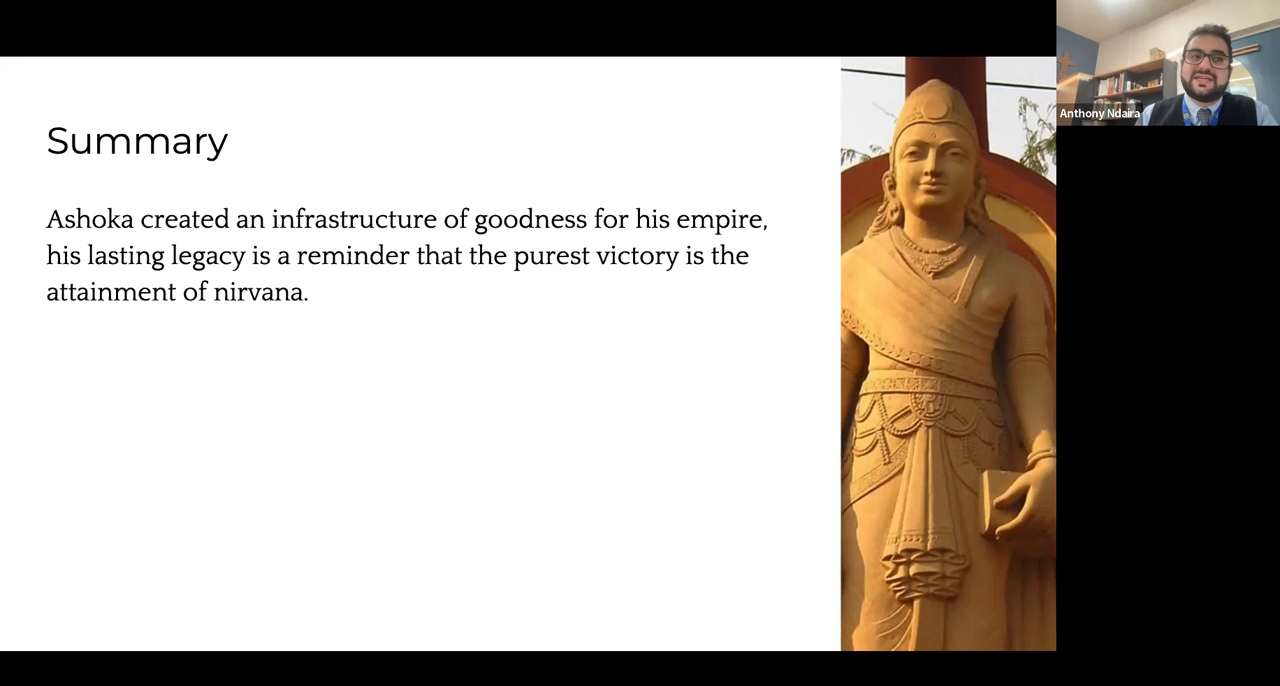 Summary
Ashoka created an infrastructure of goodness for his empire,
his lasting legacy is a reminder that the purest victory is the
attainment of nirvana.
Anthony Ndaira